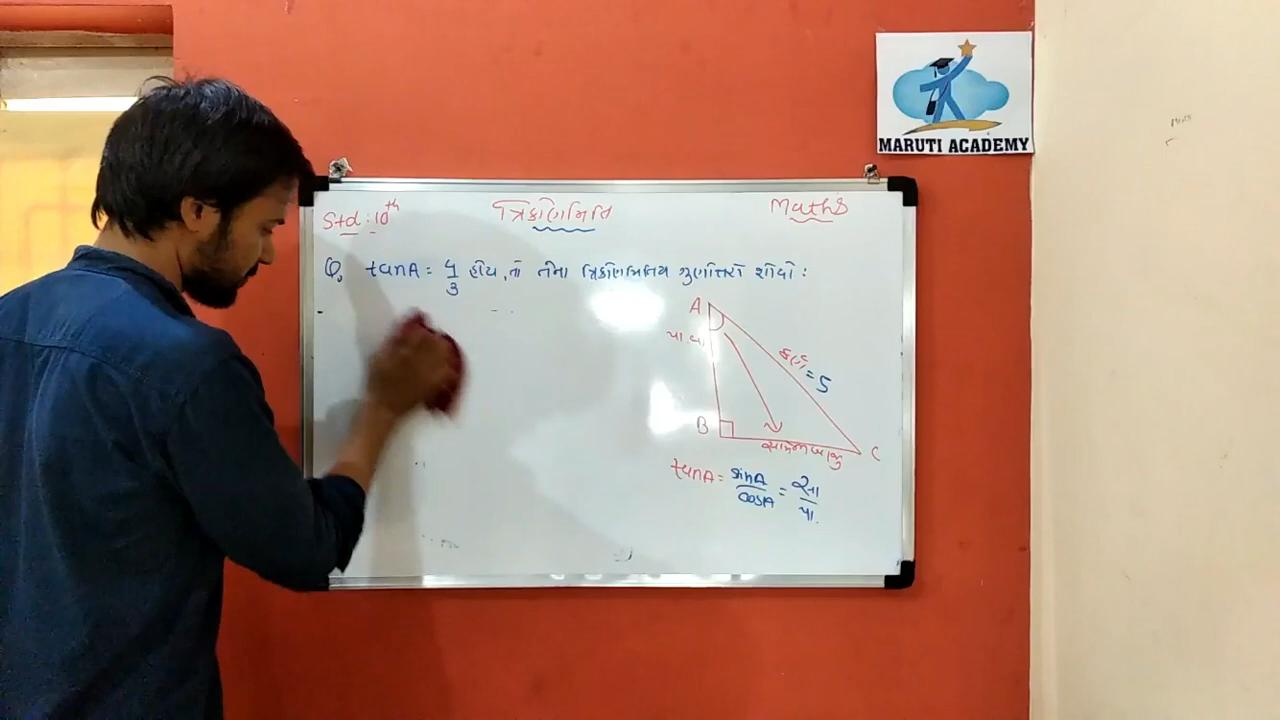 Std : 10th
ત્રિકોણમિતિ
Maths
Q. tanA = 4/3 હોય, તો તેના ત્રિકોણમિતિય ગુણોત્તરો શોધો :
A
પા.બા
કર્ણ = 5
B
સામેની બાજુ
C
tanA = sinA/cosA = સા/પા.
MARUTI ACADEMY